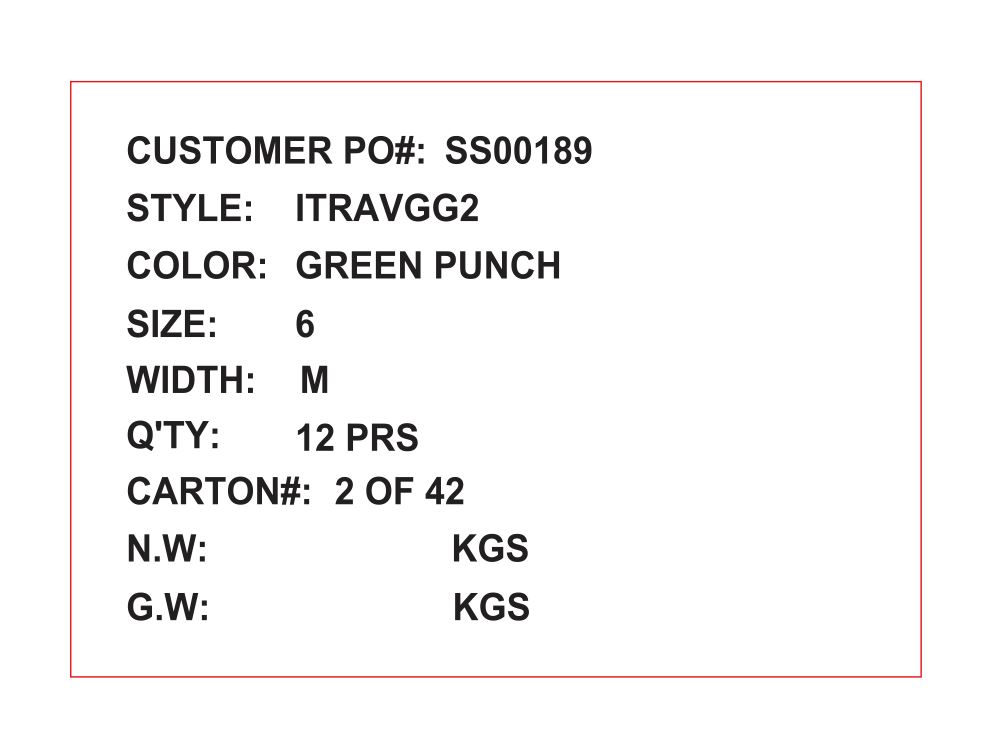 CUSTOMER PO#: SS00189
STYLE: ITRAVGG2
COLOR: GREEN PUNCH
SIZE: 6
WIDTH: M
Q'TY: 12 PRS
CARTON#: 2 OF 42
N.W: KGS
G.W: KGS